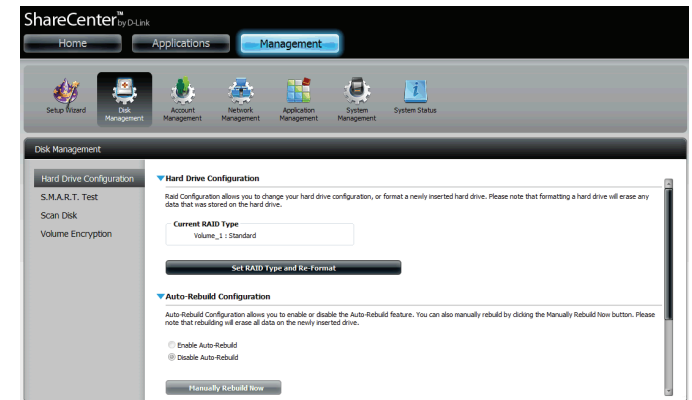 ShareCenter™ by D-Link
Home Applications Management
Setup Wizard Disk Management Account Management Network Management Application Management System Management System Status
Disk Management
Hard Drive Configuration
S.M.A.R.T. Test
Scan Disk
Volume Encryption
Hard Drive Configuration
Raid Configuration allows you to change your hard drive configuration, or format a newly inserted hard drive. Please note that formatting a hard drive will erase any
data that was stored on the hard drive.
Current RAID Type
Volume_1 : Standard
Set RAID Type and Re-Format
Auto-Rebuild Configuration
Auto-Rebuild Configuration allows you to enable or disable the Auto-Rebuild feature. You can also manually rebuild by clicking the Manually Rebuild Now button. Please
note that rebuilding will erase all data on the newly inserted drive.
Enable Auto-Rebuild
Disable Auto-Rebuild
Manually Rebuild Now